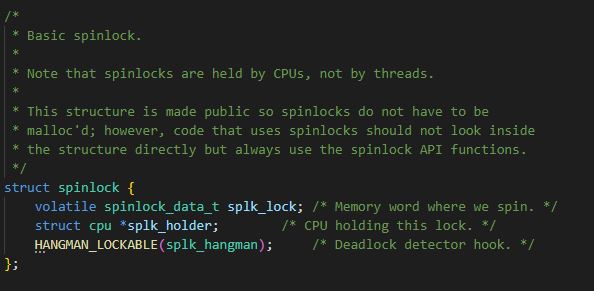 /*
 * Basic spinlock.
 *
 * Note that spinlocks are held by CPUs, not by threads.
 *
 * This structure is made public so spinlocks do not have to be
 * malloc'd; however, code that uses spinlocks should not look inside
 * the structure directly but always use the spinlock API functions.
 */
struct spinlock {
    volatile spinlock_data_t splk_lock; /* Memory word where we spin. */
    struct cpu *splk_holder;        /* CPU holding this lock. */
    HANGMAN_LOCKABLE(splk_hangman);     /* Deadlock detector hook. */
};